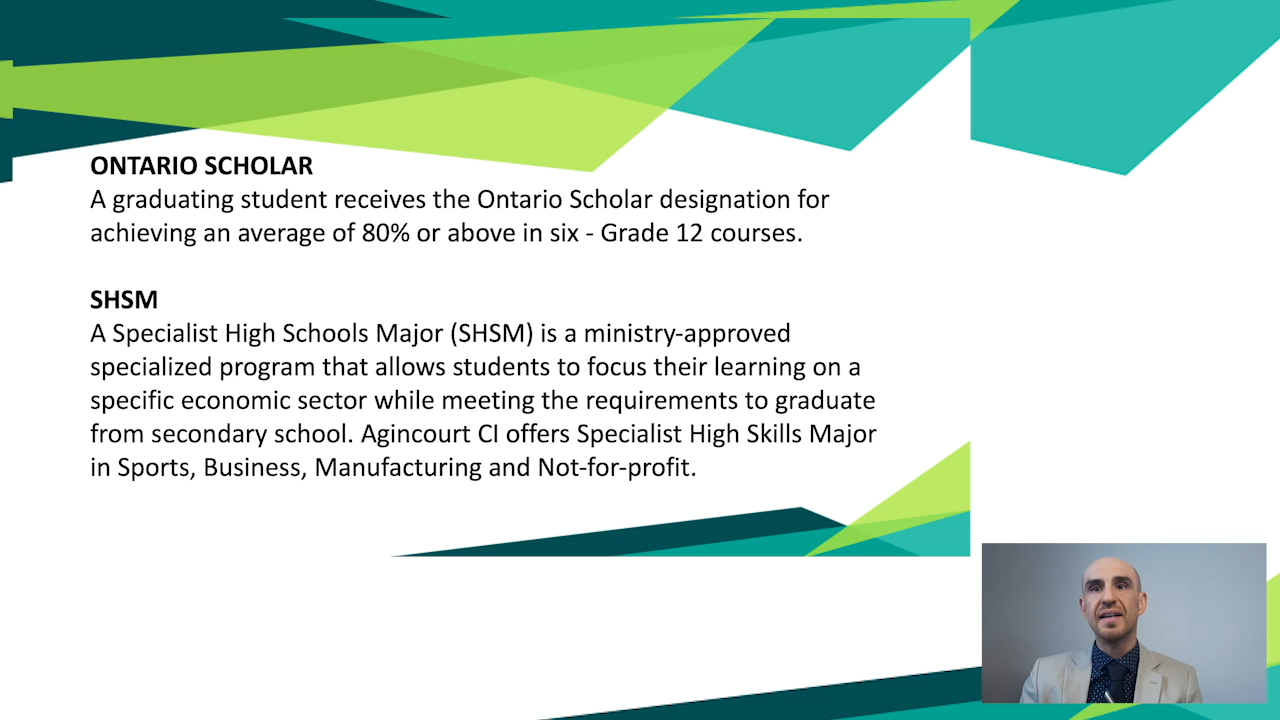 ONTARIO SCHOLAR
A graduating student receives the Ontario Scholar designation for
achieving an average of 80% or above in six - Grade 12 courses.
SHSM
A Specialist High Schools Major (SHSM) is a ministry-approved
specialized program that allows students to focus their learning on a
specific economic sector while meeting the requirements to graduate
from secondary school. Agincourt CI offers Specialist High Skills Major
in Sports, Business, Manufacturing and Not-for-profit.